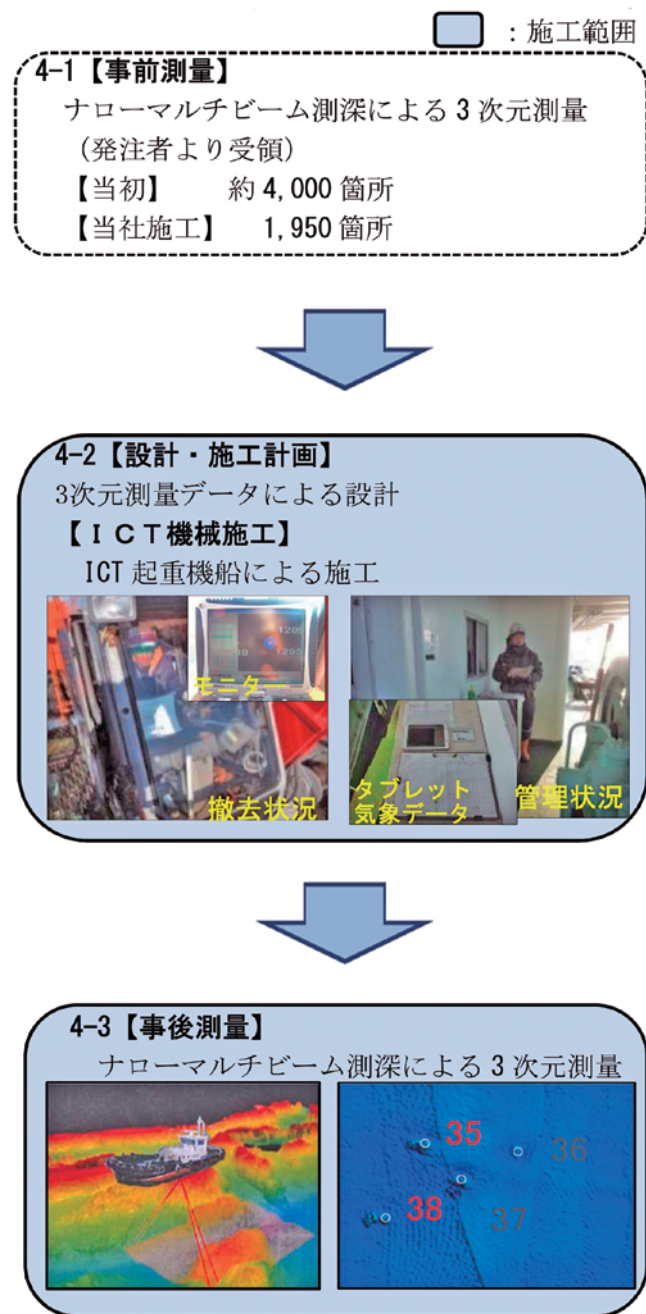 ：施工範囲
4-1【事前測量】
ナローマルチビーム測深による3次元測量
（発注者より受領）
【当初】 約4,000箇所
【当社施工】 1,950箇所
4-2【設計・施工計画】
3次元測量データによる設計
【ＩＣＴ機械施工】
ICT起重機船による施工
1289
1295
モニター
撤去状況
タブレット
気象データ
管理状況
4-3【事後測量】
ナローマルチビーム測深による3次元測量
35
36
38
37